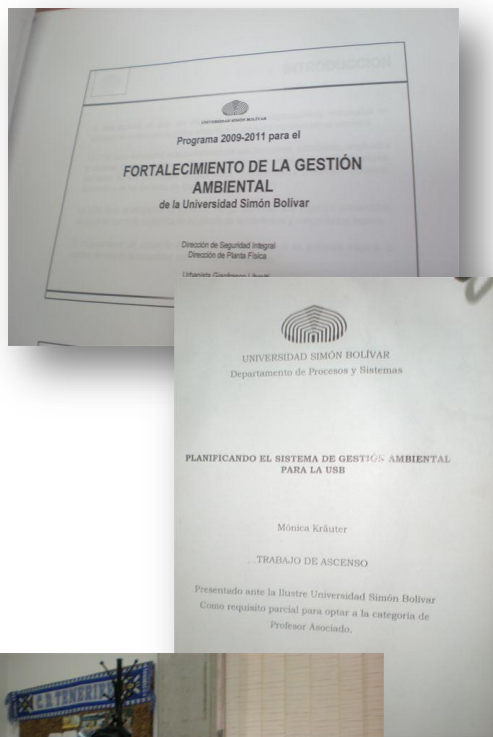 UNIVERSIDAD SIMÓN BOLÍVAR
Programa 2009-2011 para el
FORTALECIMIENTO DE LA GESTIÓN
AMBIENTAL
de la Universidad Simón Bolívar
Dirección de Seguridad Integral
Dirección de Planta Física
Urbanista
UNIVERSIDAD SIMÓN BOLÍVAR
Departamento de Procesos y Sistemas
PLANIFICANDO EL SISTEMA DE GESTIÓN AMBIENTAL
PARA LA USB
Mónica Kräuter
TRABAJO DE ASCENSO
Presentado ante la Ilustre Universidad Simón Bolívar
Como requisito parcial para optar a la categoría de
Profesor Asociado.
C.D. TENERIFE